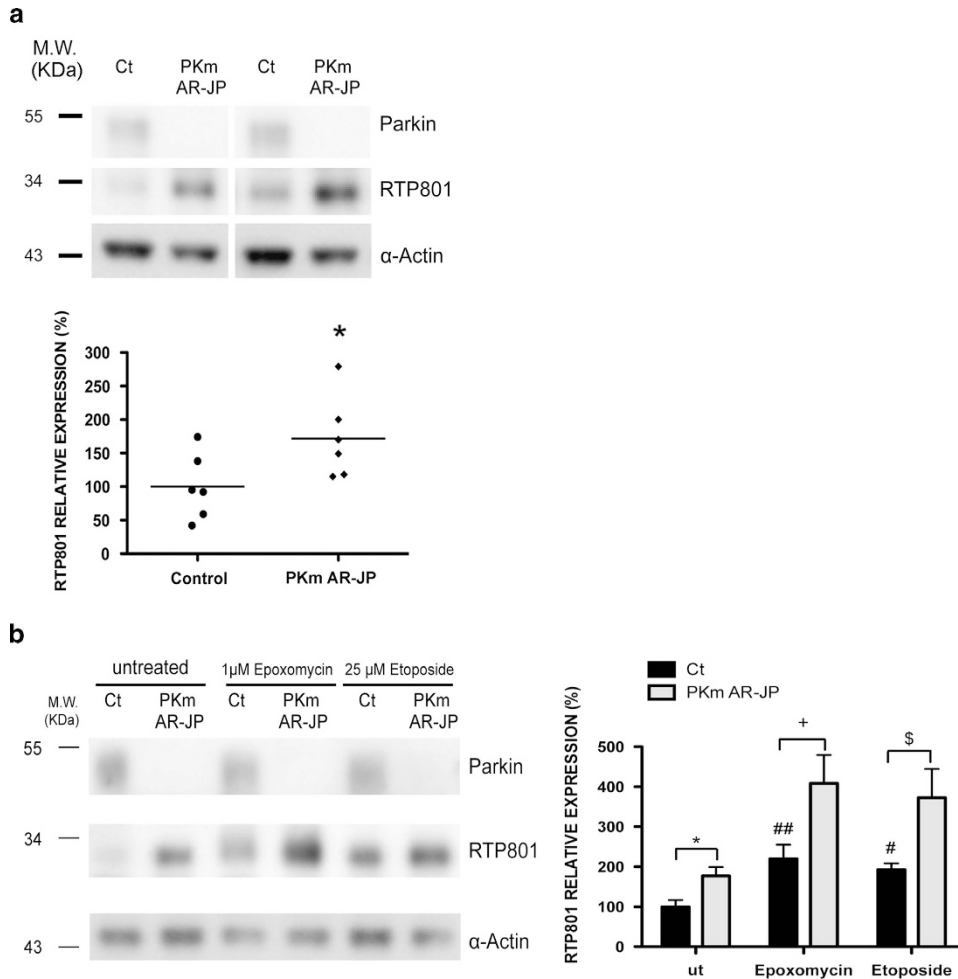 a
M.W.
(KDa)
Ct
PKm
AR-JP
Ct
PKm
AR-JP
55
Parkin
34
RTP801
43
α-Actin
RTP801 RELATIVE EXPRESSION (%)
300
250
200
150
100
50
0
*
Control
PKm AR-JP
b
untreated
1µM Epoxomycin
25 µM Etoposide
M.W.
(KDa)
Ct
PKm
AR-JP
Ct
PKm
AR-JP
Ct
PKm
AR-JP
55
Parkin
34
RTP801
43
α-Actin
Ct
PKm AR-JP
RTP801 RELATIVE EXPRESSION (%)
500
400
300
200
100
0
*
##
+
#
$
ut
Epoxomycin
Etoposide